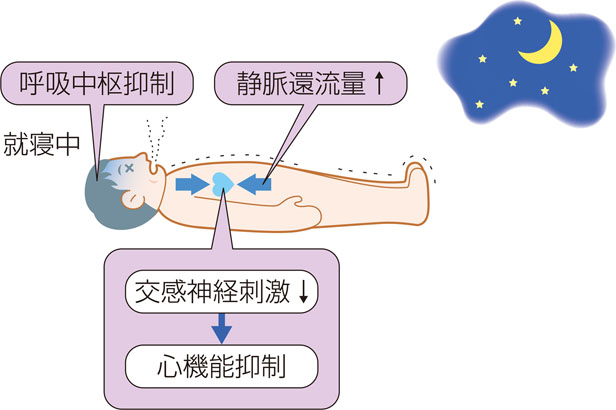 呼吸中枢抑制
静脈還流量↑
就寝中
交感神経刺激↓
心機能抑制